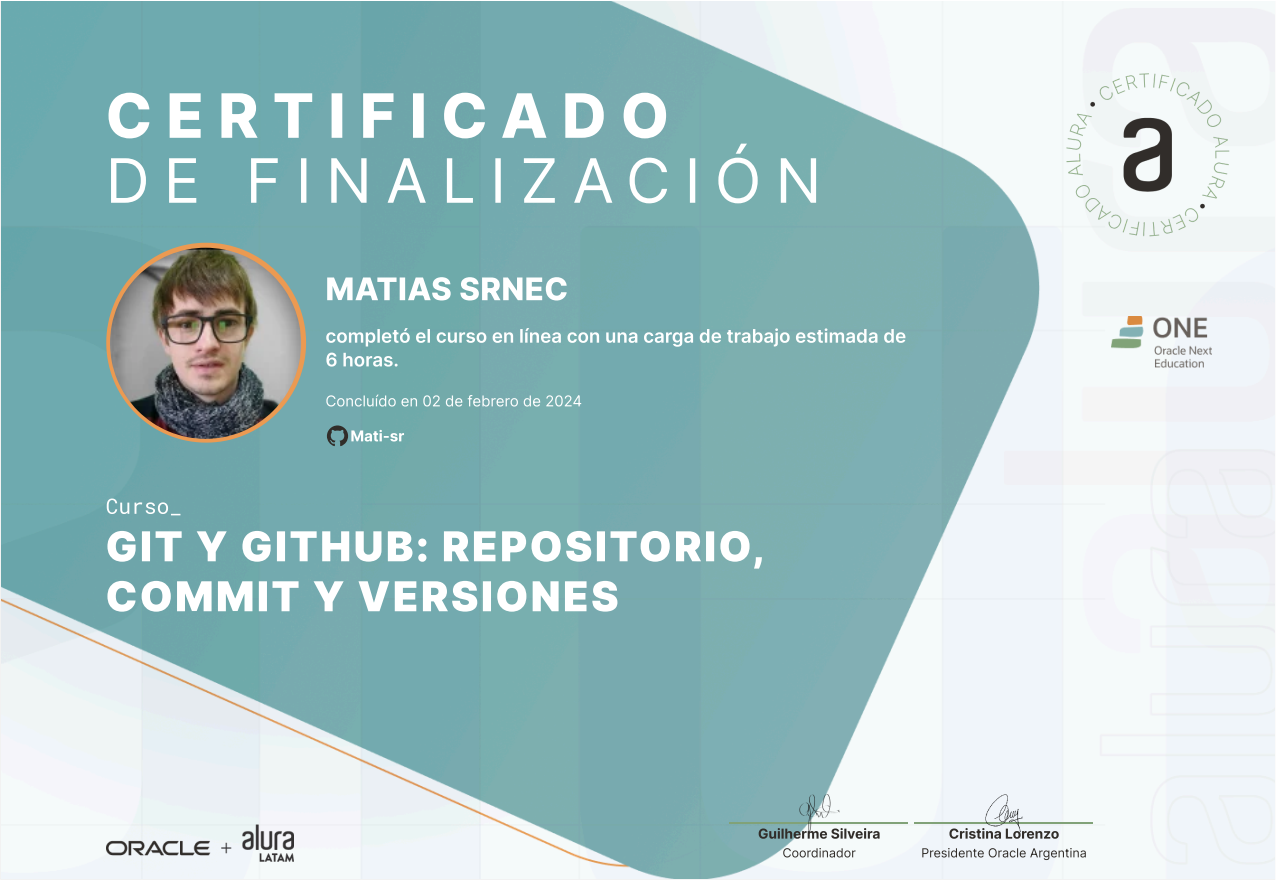 CERTIFICADO
DE FINALIZACIÓN
CERTIFICADO ALURA • CERTIFICADO ALURA •
a
MATIAS SRNEC
completó el curso en línea con una carga de trabajo estimada de
6 horas.
Concluído en 02 de febrero de 2024
Mati-sr
ONE
Oracle Next
Education
Curso_
GIT Y GITHUB: REPOSITORIO,
COMMIT Y VERSIONES
ORACLE + alura
LATAM
Guilherme Silveira
Coordinador
Cristina Lorenzo
Presidente Oracle Argentina
alura
alura